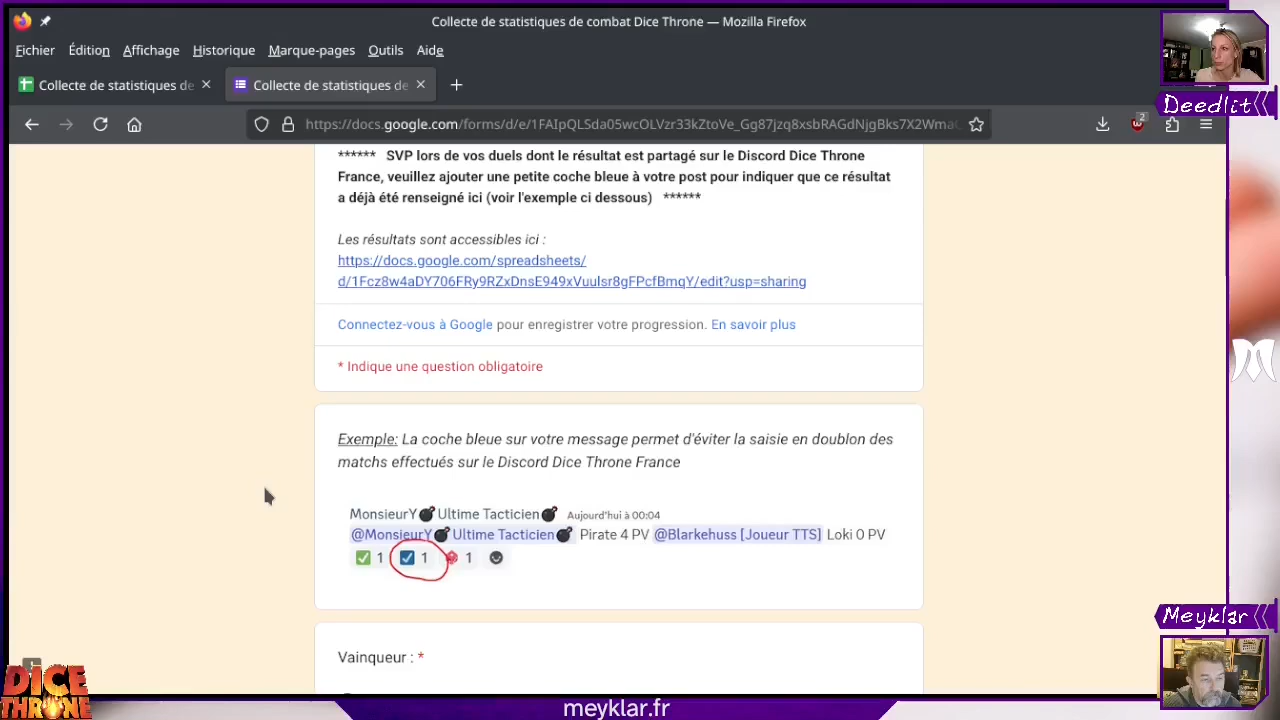 Collecte de statistiques de combat Dice Throne — Mozilla Firefox
Fichier Édition Affichage Historique Marque-pages Outils Aide
Collecte de statistiques de Collecte de statistiques de
https://docs.google.com/
2
Deedlit
****** SVP lors de vos duels dont le résultat est partagé sur le Discord Dice Throne
France, veuillez ajouter une petite coche bleue à votre post pour indiquer que ce résultat
a déjà été renseigné ici (voir l'exemple ci dessous) ******
Les résultats sont accessibles ici :
https://docs.google.com/spreadsheets/
d/1Fcz8w4aDY706FRy9RZxDnsE949xVuulsr8gFPcfBmqY/edit?usp=sharing
Connectez-vous à Google pour enregistrer votre progression. En savoir plus
* Indique une question obligatoire
Exemple: La coche bleue sur votre message permet d'éviter la saisie en doublon des
matchs effectués sur le Discord Dice Throne France
MonsieurY💣Ultime Tacticien💣 Aujourd'hui à 00:04
@MonsieurY💣Ultime Tacticien💣 Pirate 4 PV @Blarkehuss [Joueur TTS] Loki 0 PV
1 1 1
Vainqueur : *
Meyklar
DICE
THRONE
meyklar.fr